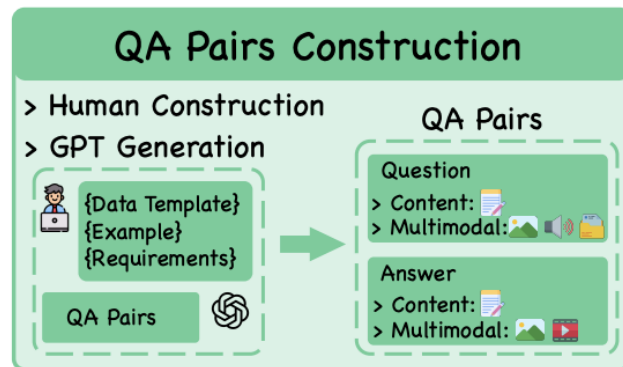 QA Pairs Construction
> Human Construction
> GPT Generation
{Data Template}
{Example}
{Requirements}
QA Pairs
QA Pairs
Question
> Content:
> Multimodal:
Answer
> Content:
> Multimodal: